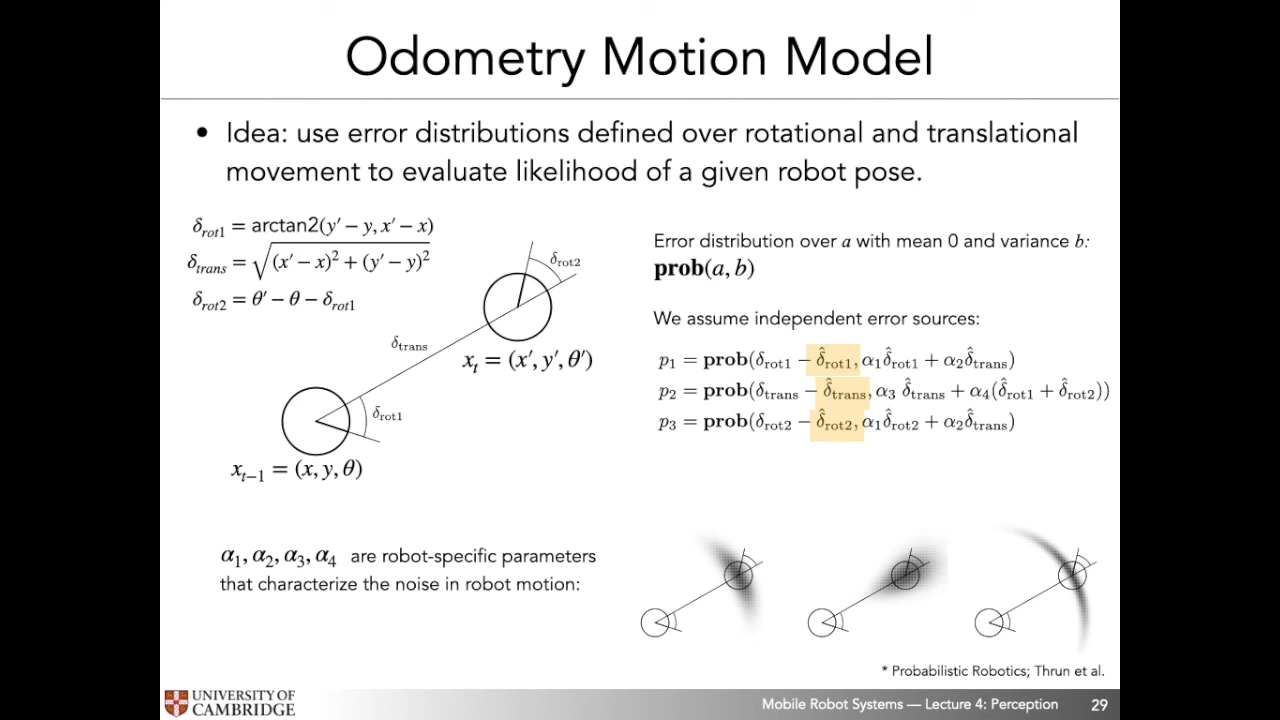 Odometry Motion Model
• Idea: use error distributions defined over rotational and translational
movement to evaluate likelihood of a given robot pose.
δ_rot1 = arctan2(y′ − y, x′ − x)
δ_trans = √((x′ − x)² + (y′ − y)²)
δ_rot2 = θ′ − θ − δ_rot1
δ_rot2
δ_trans
x_t = (x′, y′, θ′)
δ_rot1
x_{t−1} = (x, y, θ)
Error distribution over a with mean 0 and variance b:
prob(a, b)
We assume independent error sources:
p₁ = prob(δ_rot1 − δ̂_rot1, α₁δ̂_rot1 + α₂δ̂_trans)
p₂ = prob(δ_trans − δ̂_trans, α₃ δ̂_trans + α₄(δ̂_rot1 + δ̂_rot2))
p₃ = prob(δ_rot2 − δ̂_rot2, α₁δ̂_rot2 + α₂δ̂_trans)
α₁, α₂, α₃, α₄ are robot-specific parameters
that characterize the noise in robot motion:
* Probabilistic Robotics; Thrun et al.
UNIVERSITY OF
CAMBRIDGE
Mobile Robot Systems — Lecture 4: Perception 29